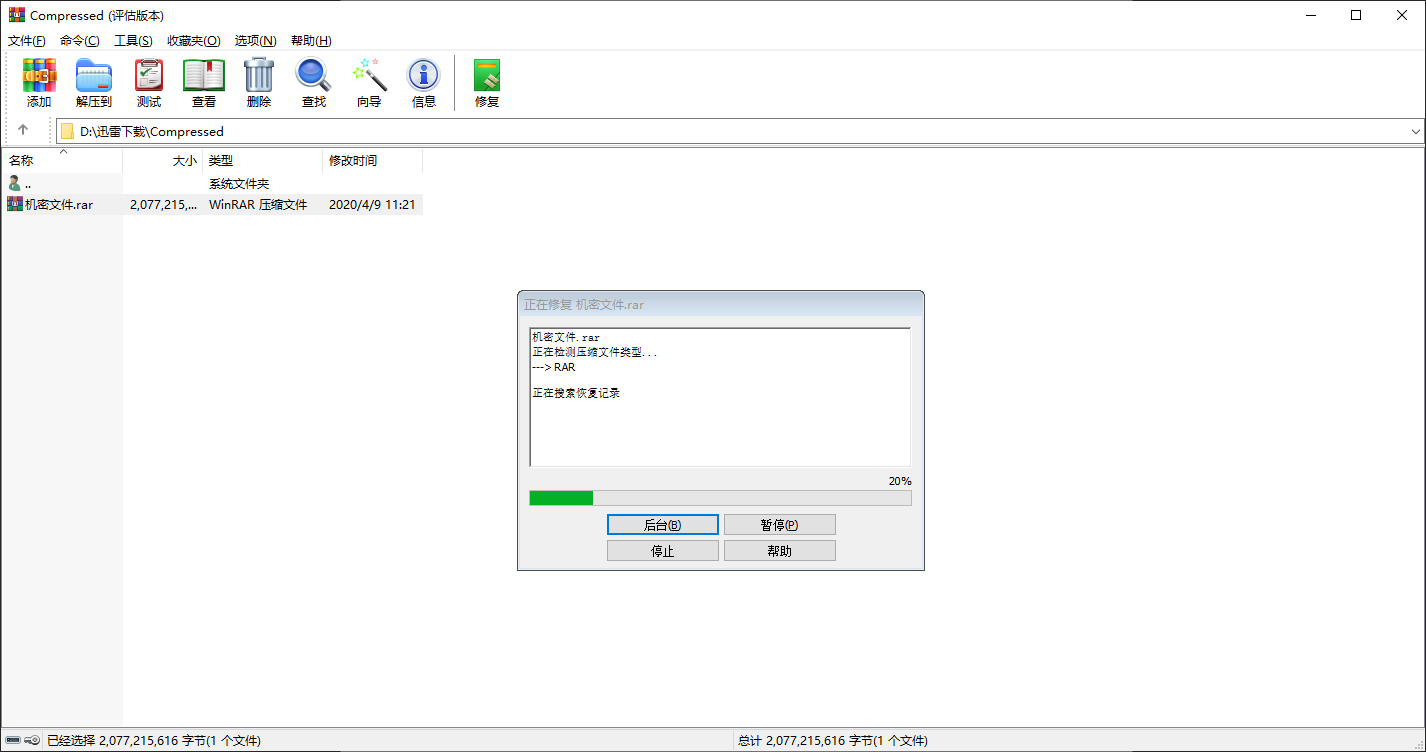 Compressed (评估版本)
文件(F) 命令(C) 工具(S) 收藏夹(O) 选项(N) 帮助(H)
添加 解压到 测试 查看 删除 查找 向导 信息 修复
D:\迅雷下载\Compressed
名称 大小 类型 修改时间
.. 系统文件夹
机密文件.rar 2,077,215,... WinRAR 压缩文件 2020/4/9 11:21
正在修复 机密文件.rar
机密文件.rar
正在检测压缩文件类型...
---> RAR
正在搜索恢复记录
20%
后台(B) 暂停(P)
停止 帮助
已经选择 2,077,215,616 字节(1 个文件) 总计 2,077,215,616 字节(1 个文件)